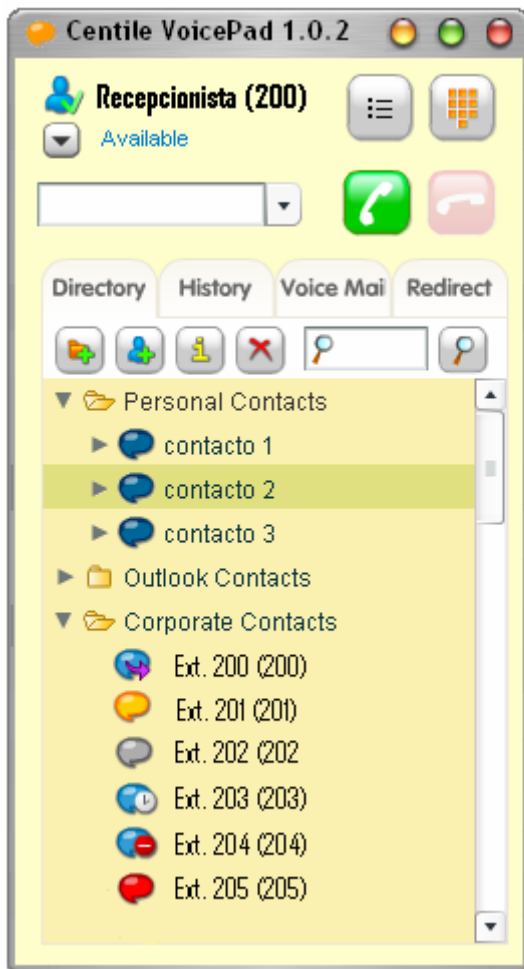 Centile VoicePad 1.0.2
Recepcionista (200)
Available
Directory History Voice Mai Redirect
Personal Contacts
contacto 1
contacto 2
contacto 3
Outlook Contacts
Corporate Contacts
Ext. 200 (200)
Ext. 201 (201)
Ext. 202 (202
Ext. 203 (203)
Ext. 204 (204)
Ext. 205 (205)